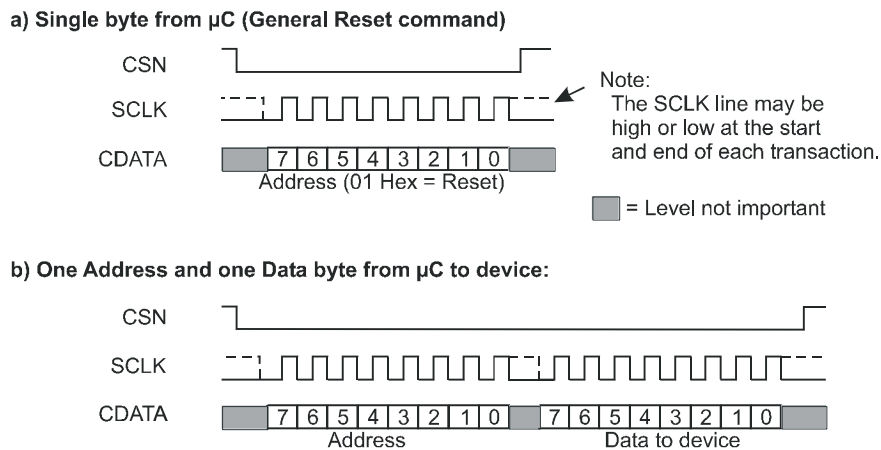 a) Single byte from µC (General Reset command)
CSN
Note:
The SCLK line may be
high or low at the start
and end of each transaction.
SCLK
CDATA 7 6 5 4 3 2 1 0
Address (01 Hex = Reset)
= Level not important
b) One Address and one Data byte from µC to device:
CSN
SCLK
CDATA 7 6 5 4 3 2 1 0 7 6 5 4 3 2 1 0
Address Data to device